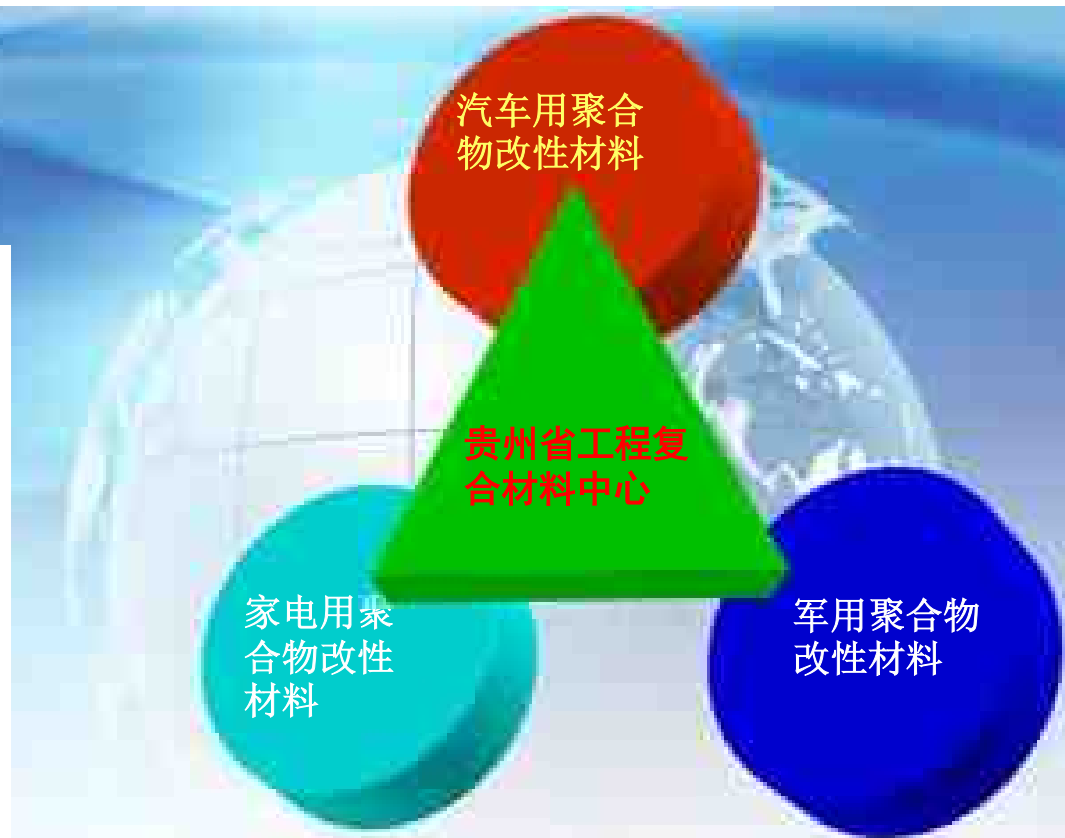 汽车用聚合
物改性材料
贵州省工程复
合材料中心
家电用聚
合物改性
材料
军用聚合物
改性材料